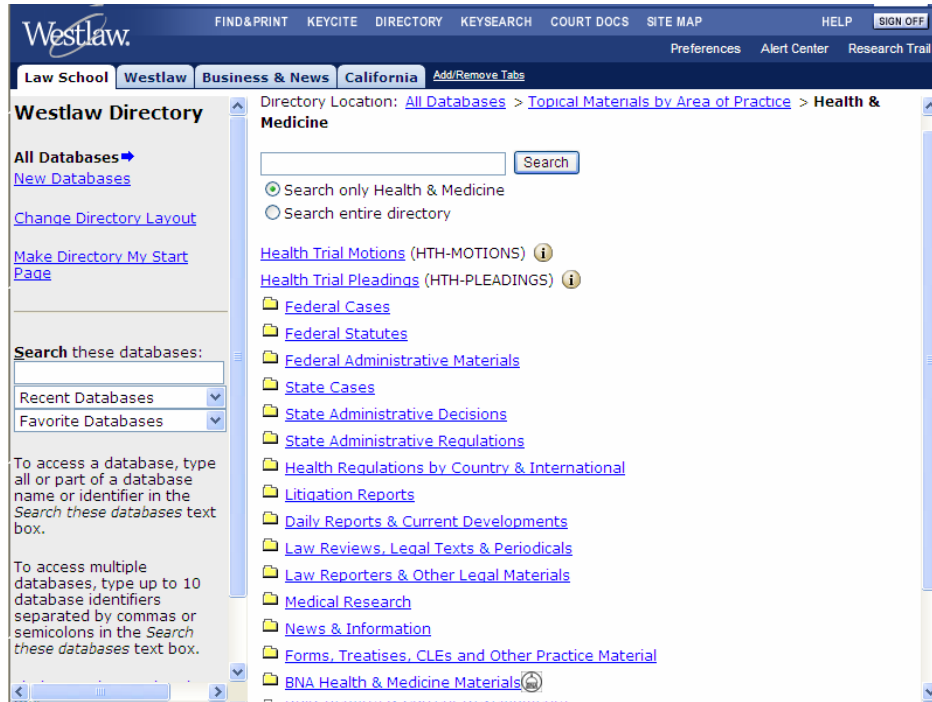 Westlaw.
FIND&PRINT KEYCITE DIRECTORY KEYSEARCH COURT DOCS SITE MAP HELP SIGN OFF
Preferences Alert Center Research Trail
Law School Westlaw Business & News California Add/Remove Tabs
Westlaw Directory
All Databases
New Databases
Change Directory Layout
Make Directory My Start
Page
Search these databases:
Recent Databases
Favorite Databases
To access a database, type
all or part of a database
name or identifier in the
Search these databases text
box.
To access multiple
databases, type up to 10
database identifiers
separated by commas or
semicolons in the Search
these databases text box.
Directory Location: All Databases > Topical Materials by Area of Practice > Health &
Medicine
Search
Search only Health & Medicine
Search entire directory
Health Trial Motions (HTH-MOTIONS) i
Health Trial Pleadings (HTH-PLEADINGS) i
Federal Cases
Federal Statutes
Federal Administrative Materials
State Cases
State Administrative Decisions
State Administrative Regulations
Health Regulations by Country & International
Litigation Reports
Daily Reports & Current Developments
Law Reviews, Legal Texts & Periodicals
Law Reporters & Other Legal Materials
Medical Research
News & Information
Forms, Treatises, CLEs and Other Practice Material
BNA Health & Medicine Materials